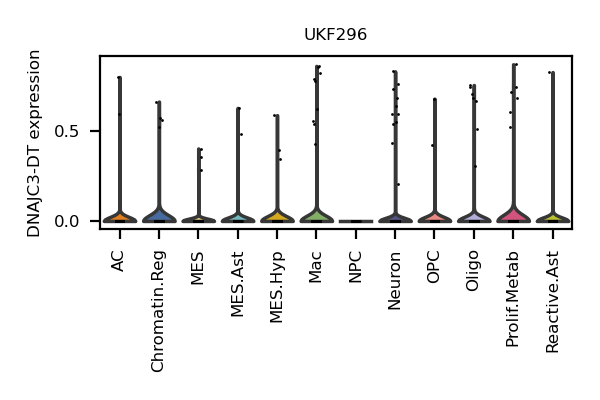 UKF296
DNAJC3-DT expression
0.5
0.0
AC
Chromatin.Reg
MES
MES.Ast
MES.Hyp
Mac
NPC
Neuron
OPC
Oligo
Prolif.Metab
Reactive.Ast